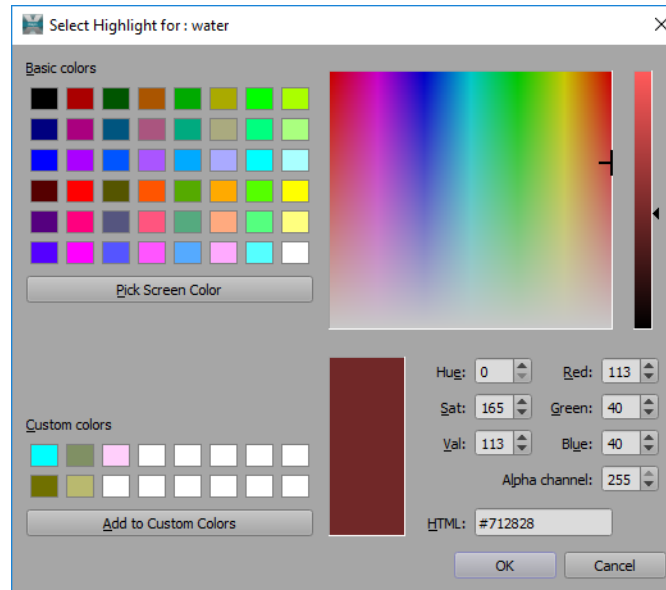 Select Highlight for : water
Basic colors
Pick Screen Color
Custom colors
Add to Custom Colors
Hue: 0
Red: 113
Sat: 165
Green: 40
Val: 113
Blue: 40
Alpha channel: 255
HTML: #712828
OK
Cancel